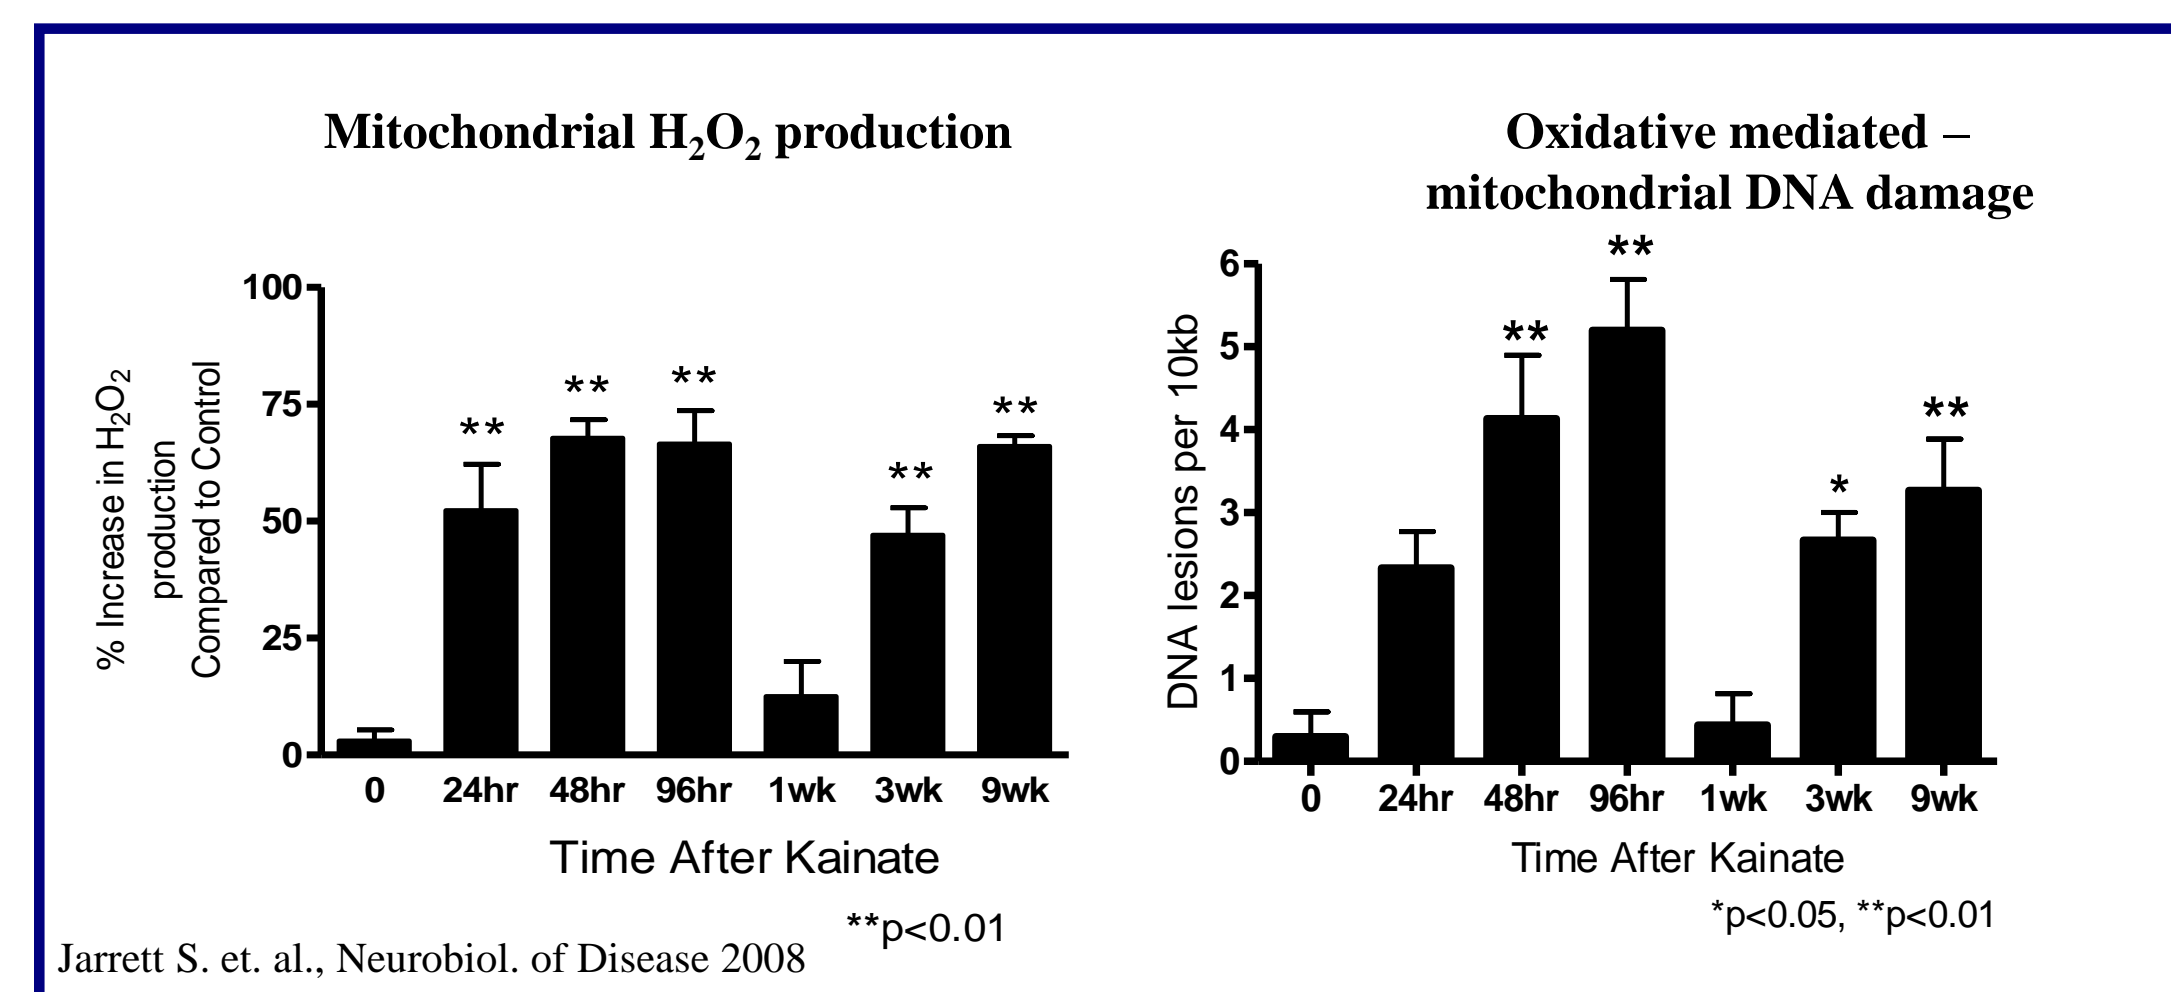 Mitochondrial H₂O₂ production
% Increase in H₂O₂
production
Compared to Control
100
75
50
25
0
**
**
**
**
**
0 24hr 48hr 96hr 1wk 3wk 9wk
Time After Kainate
**p<0.01
Jarrett S. et. al., Neurobiol. of Disease 2008
Oxidative mediated –
mitochondrial DNA damage
DNA lesions per 10kb
6
5
4
3
2
1
0
**
**
*
**
0 24hr 48hr 96hr 1wk 3wk 9wk
Time After Kainate
*p<0.05, **p<0.01